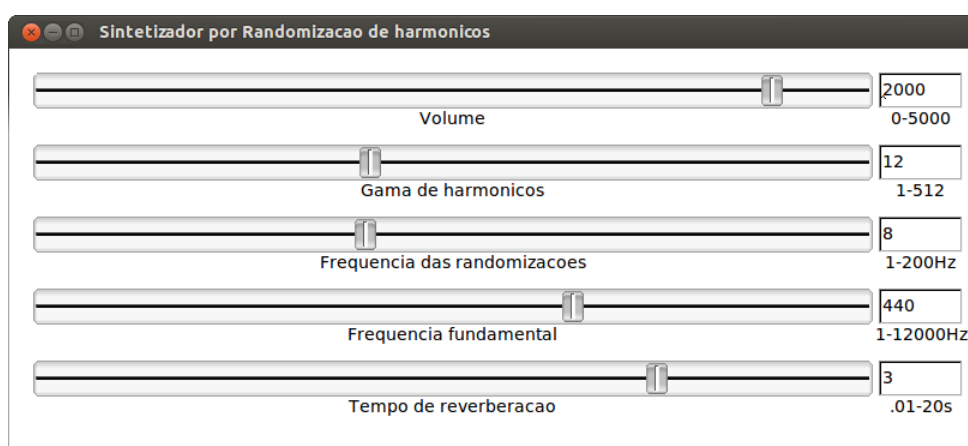 Sintetizador por Randomizacao de harmonicos
2000
Volume 0-5000
12
Gama de harmonicos 1-512
8
Frequencia das randomizacoes 1-200Hz
440
Frequencia fundamental 1-12000Hz
3
Tempo de reverberacao .01-20s